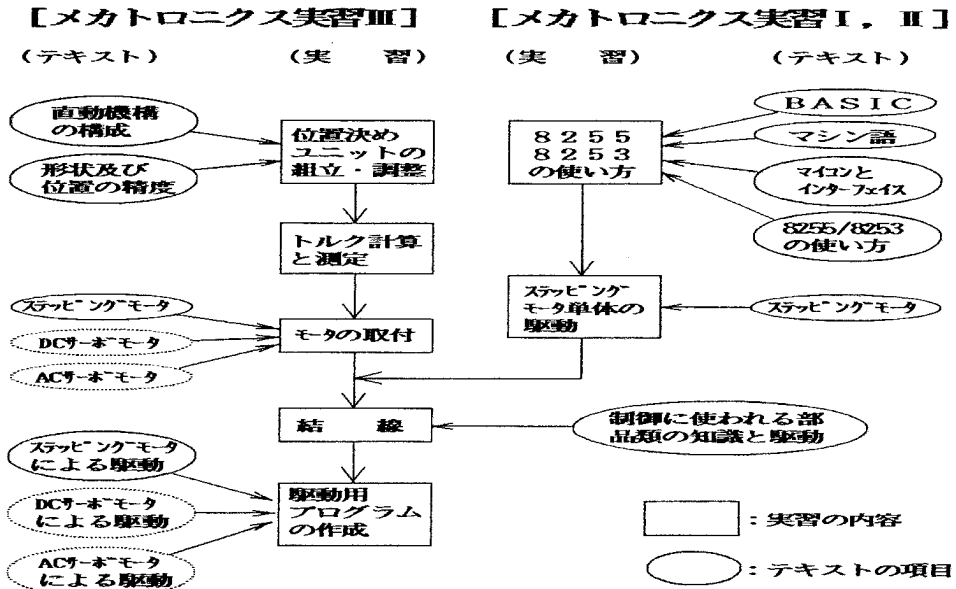 [メカトロニクス実習Ⅲ] [メカトロニクス実習Ⅰ,Ⅱ]
(テキスト) (実 習) (実 習) (テキスト)
直動機構
の構成
形状及び
位置の精度
位置決め
ユニットの
組立・調整
トルク計算
と測定
ステッピングモータ
DCサーボモータ
ACサーボモータ
モータの取付
8255
8253
の使い方
BASIC
マシン語
マイコンと
インターフェイス
8255/8253
の使い方
ステッピング
モータ単体の
駆動
ステッピングモータ
結 線
制御に使われる部
品類の知識と駆動
ステッピングモータ
による駆動
DCサーボモータ
による駆動
ACサーボモータ
による駆動
駆動用
プログラム
の作成
:実習の内容
:テキストの項目